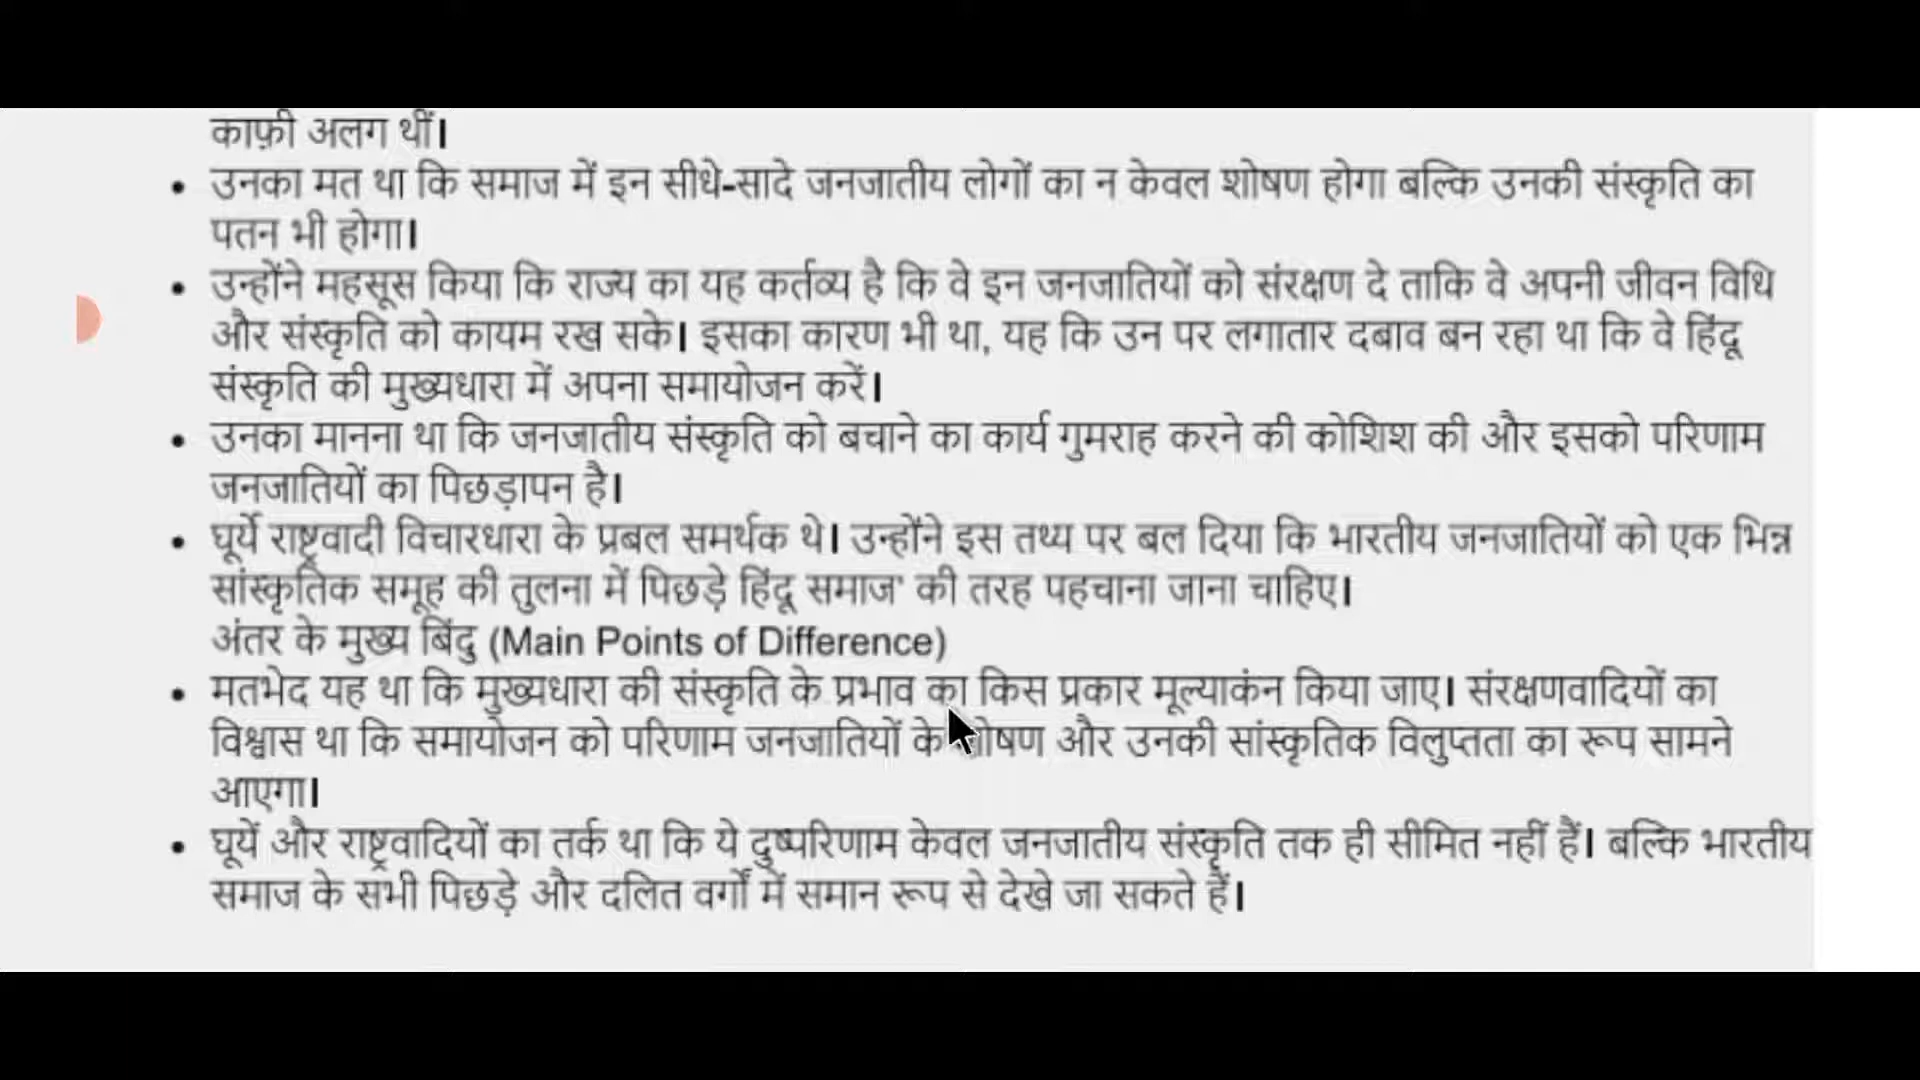 काफ़ी अलग थीं।
• उनका मत था कि समाज में इन सीधे-सादे जनजातीय लोगों का न केवल शोषण होगा बल्कि उनकी संस्कृति का
पतन भी होगा।
• उन्होंने महसूस किया कि राज्य का यह कर्तव्य है कि वे इन जनजातियों को संरक्षण दे ताकि वे अपनी जीवन विधि
और संस्कृति को कायम रख सके। इसका कारण भी था, यह कि उन पर लगातार दबाव बन रहा था कि वे हिंदू
संस्कृति की मुख्यधारा में अपना समायोजन करें।
• उनका मानना था कि जनजातीय संस्कृति को बचाने का कार्य गुमराह करने की कोशिश की और इसको परिणाम
जनजातियों का पिछड़ापन है।
• घूर्ये राष्ट्रवादी विचारधारा के प्रबल समर्थक थे। उन्होंने इस तथ्य पर बल दिया कि भारतीय जनजातियों को एक भिन्न
सांस्कृतिक समूह की तुलना में पिछड़े हिंदू समाज' की तरह पहचाना जाना चाहिए।
अंतर के मुख्य बिंदु (Main Points of Difference)
• मतभेद यह था कि मुख्यधारा की संस्कृति के प्रभाव का किस प्रकार मूल्याकंन किया जाए। संरक्षणवादियों का
विश्वास था कि समायोजन को परिणाम जनजातियों के शोषण और उनकी सांस्कृतिक विलुप्तता का रूप सामने
आएगा।
• घूयें और राष्ट्रवादियों का तर्क था कि ये दुष्परिणाम केवल जनजातीय संस्कृति तक ही सीमित नहीं हैं। बल्कि भारतीय
समाज के सभी पिछड़े और दलित वर्गों में समान रूप से देखे जा सकते हैं।